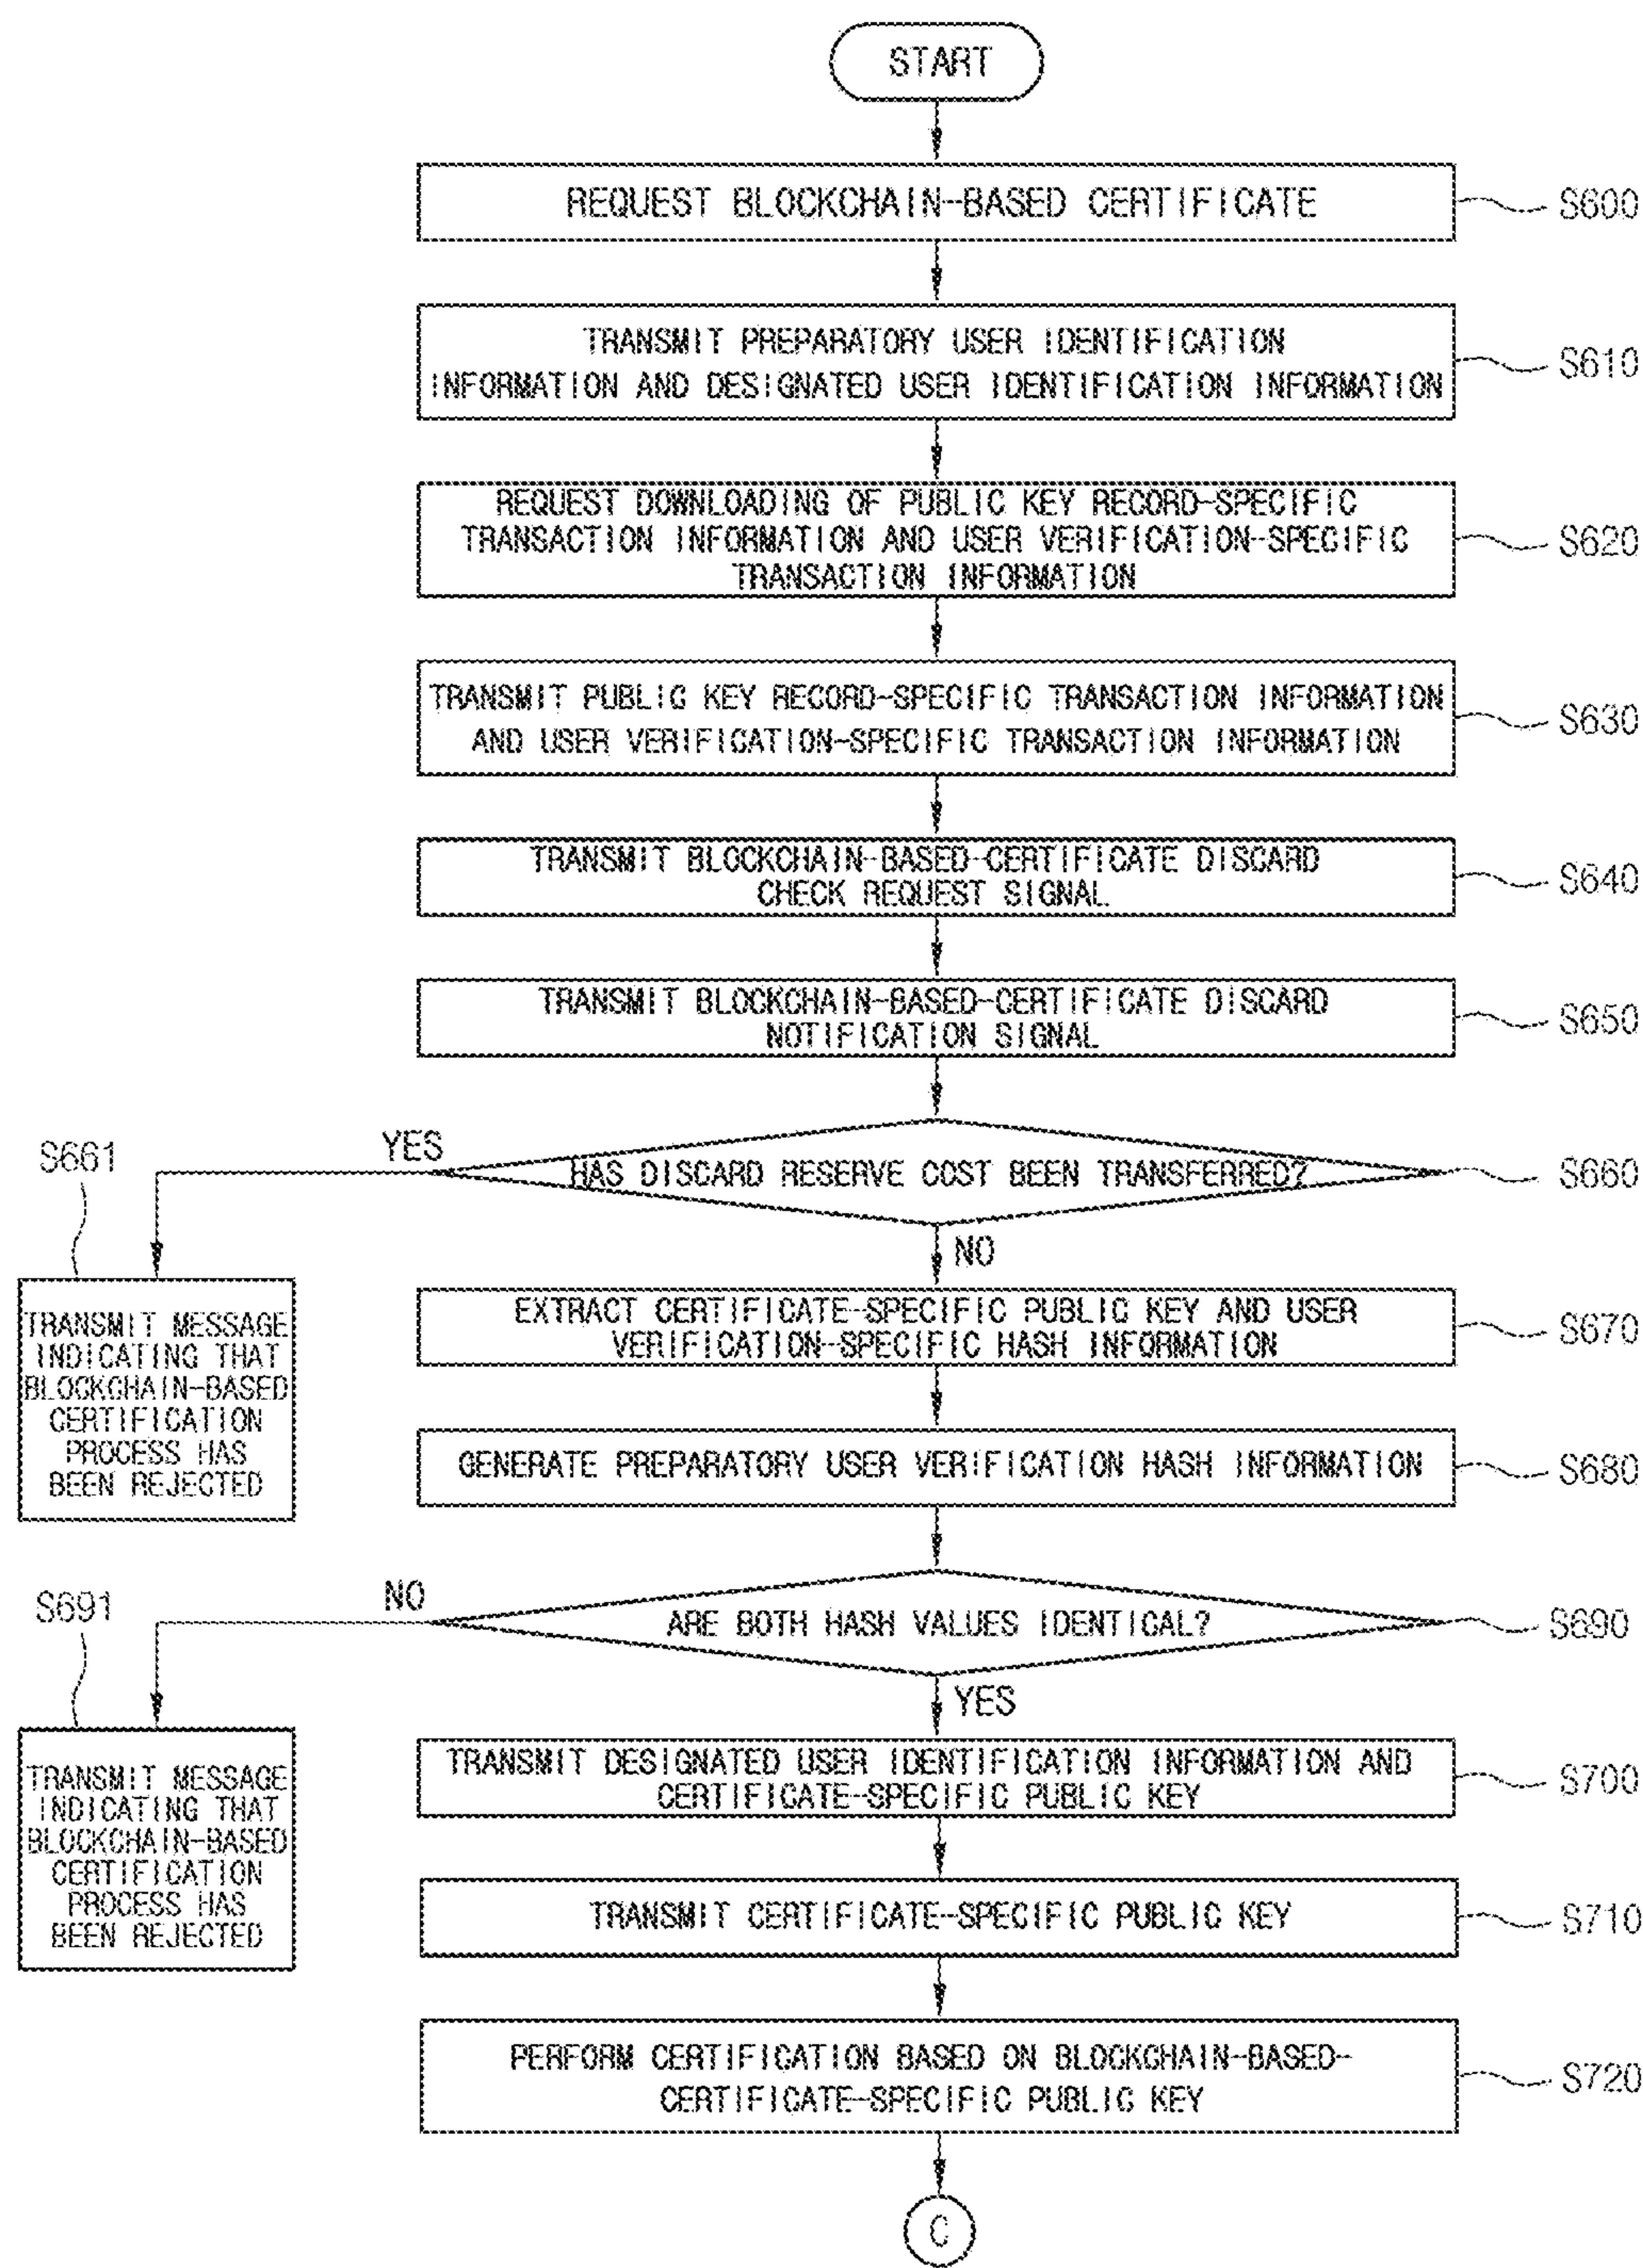 START
REQUEST BLOCKCHAIN-BASED CERTIFICATE
S600
TRANSMIT PREPARATORY USER IDENTIFICATION
INFORMATION AND DESIGNATED USER IDENTIFICATION INFORMATION
S610
REQUEST DOWNLOADING OF PUBLIC KEY RECORD-SPECIFIC
TRANSACTION INFORMATION AND USER VERIFICATION-SPECIFIC
TRANSACTION INFORMATION
S620
TRANSMIT PUBLIC KEY RECORD-SPECIFIC TRANSACTION INFORMATION
AND USER VERIFICATION-SPECIFIC TRANSACTION INFORMATION
S630
TRANSMIT BLOCKCHAIN-BASED-CERTIFICATE DISCARD
CHECK REQUEST SIGNAL
S640
TRANSMIT BLOCKCHAIN-BASED-CERTIFICATE DISCARD
NOTIFICATION SIGNAL
S650
HAS DISCARD RESERVE COST BEEN TRANSFERRED?
S660
YES
S661
TRANSMIT MESSAGE
INDICATING THAT
BLOCKCHAIN-BASED
CERTIFICATION
PROCESS HAS
BEEN REJECTED
NO
EXTRACT CERTIFICATE-SPECIFIC PUBLIC KEY AND USER
VERIFICATION-SPECIFIC HASH INFORMATION
S670
GENERATE PREPARATORY USER VERIFICATION HASH INFORMATION
S680
ARE BOTH HASH VALUES IDENTICAL?
S690
NO
S691
TRANSMIT MESSAGE
INDICATING THAT
BLOCKCHAIN-BASED
CERTIFICATION
PROCESS HAS
BEEN REJECTED
YES
TRANSMIT DESIGNATED USER IDENTIFICATION INFORMATION AND
CERTIFICATE-SPECIFIC PUBLIC KEY
S700
TRANSMIT CERTIFICATE-SPECIFIC PUBLIC KEY
S710
PERFORM CERTIFICATION BASED ON BLOCKCHAIN-BASED-
CERTIFICATE-SPECIFIC PUBLIC KEY
S720
C